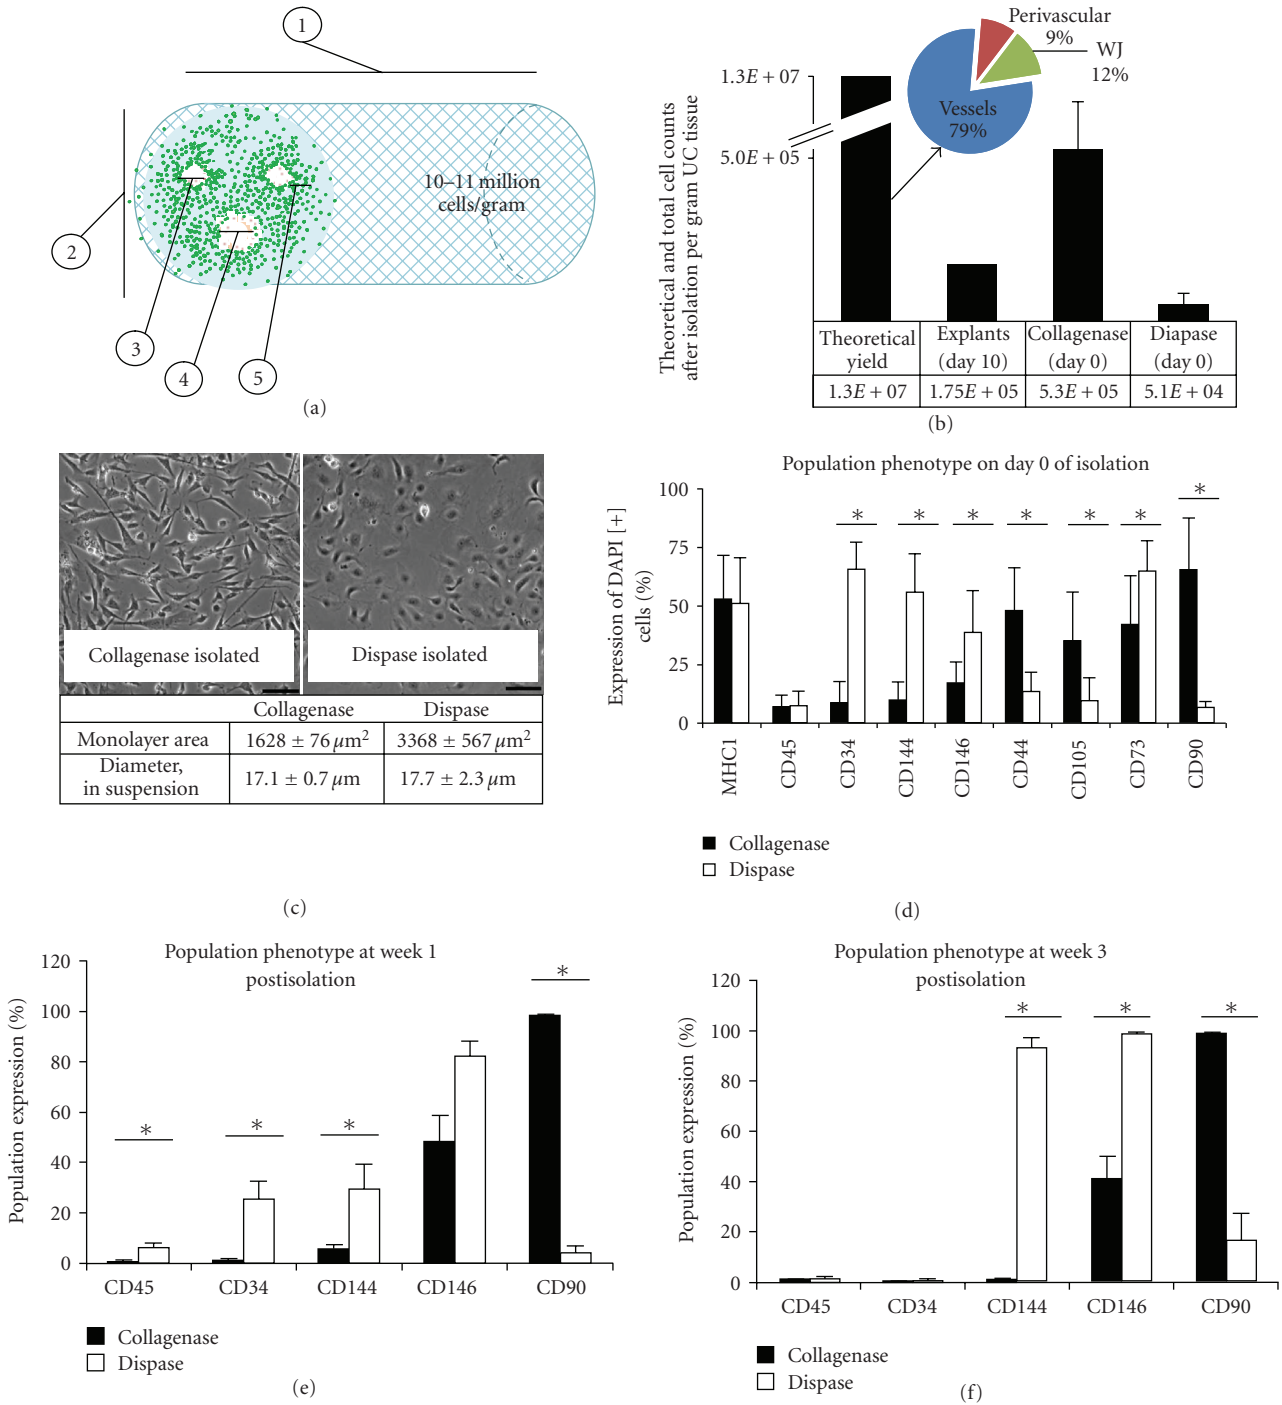 1
2
3
4
5
10–11 million
cells/gram
(a)
Theoretical and total cell counts
after isolation per gram UC tissue
1.3E + 07
5.0E + 05
Perivascular
9%
WJ
12%
Vessels
79%
Theoretical
yield
Explants
(day 10)
Collagenase
(day 0)
Diapase
(day 0)
1.3E + 07
1.75E + 05
5.3E + 05
5.1E + 04
(b)
Collagenase isolated
Dispase isolated
Collagenase
Dispase
Monolayer area
1628 ± 76 μm²
3368 ± 567 μm²
Diameter,
in suspension
17.1 ± 0.7 μm
17.7 ± 2.3 μm
(c)
Population phenotype on day 0 of isolation
Expression of DAPI [+]
cells (%)
100
75
50
25
0
* * * * * * *
MHC1
CD45
CD34
CD144
CD146
CD44
CD105
CD73
CD90
Collagenase
Dispase
(d)
Population phenotype at week 1
postisolation
Population expression (%)
120
100
80
60
40
20
0
* * * *
CD45
CD34
CD144
CD146
CD90
Collagenase
Dispase
(e)
Population phenotype at week 3
postisolation
Population expression (%)
120
100
80
60
40
20
0
* * *
CD45
CD34
CD144
CD146
CD90
Collagenase
Dispase
(f)